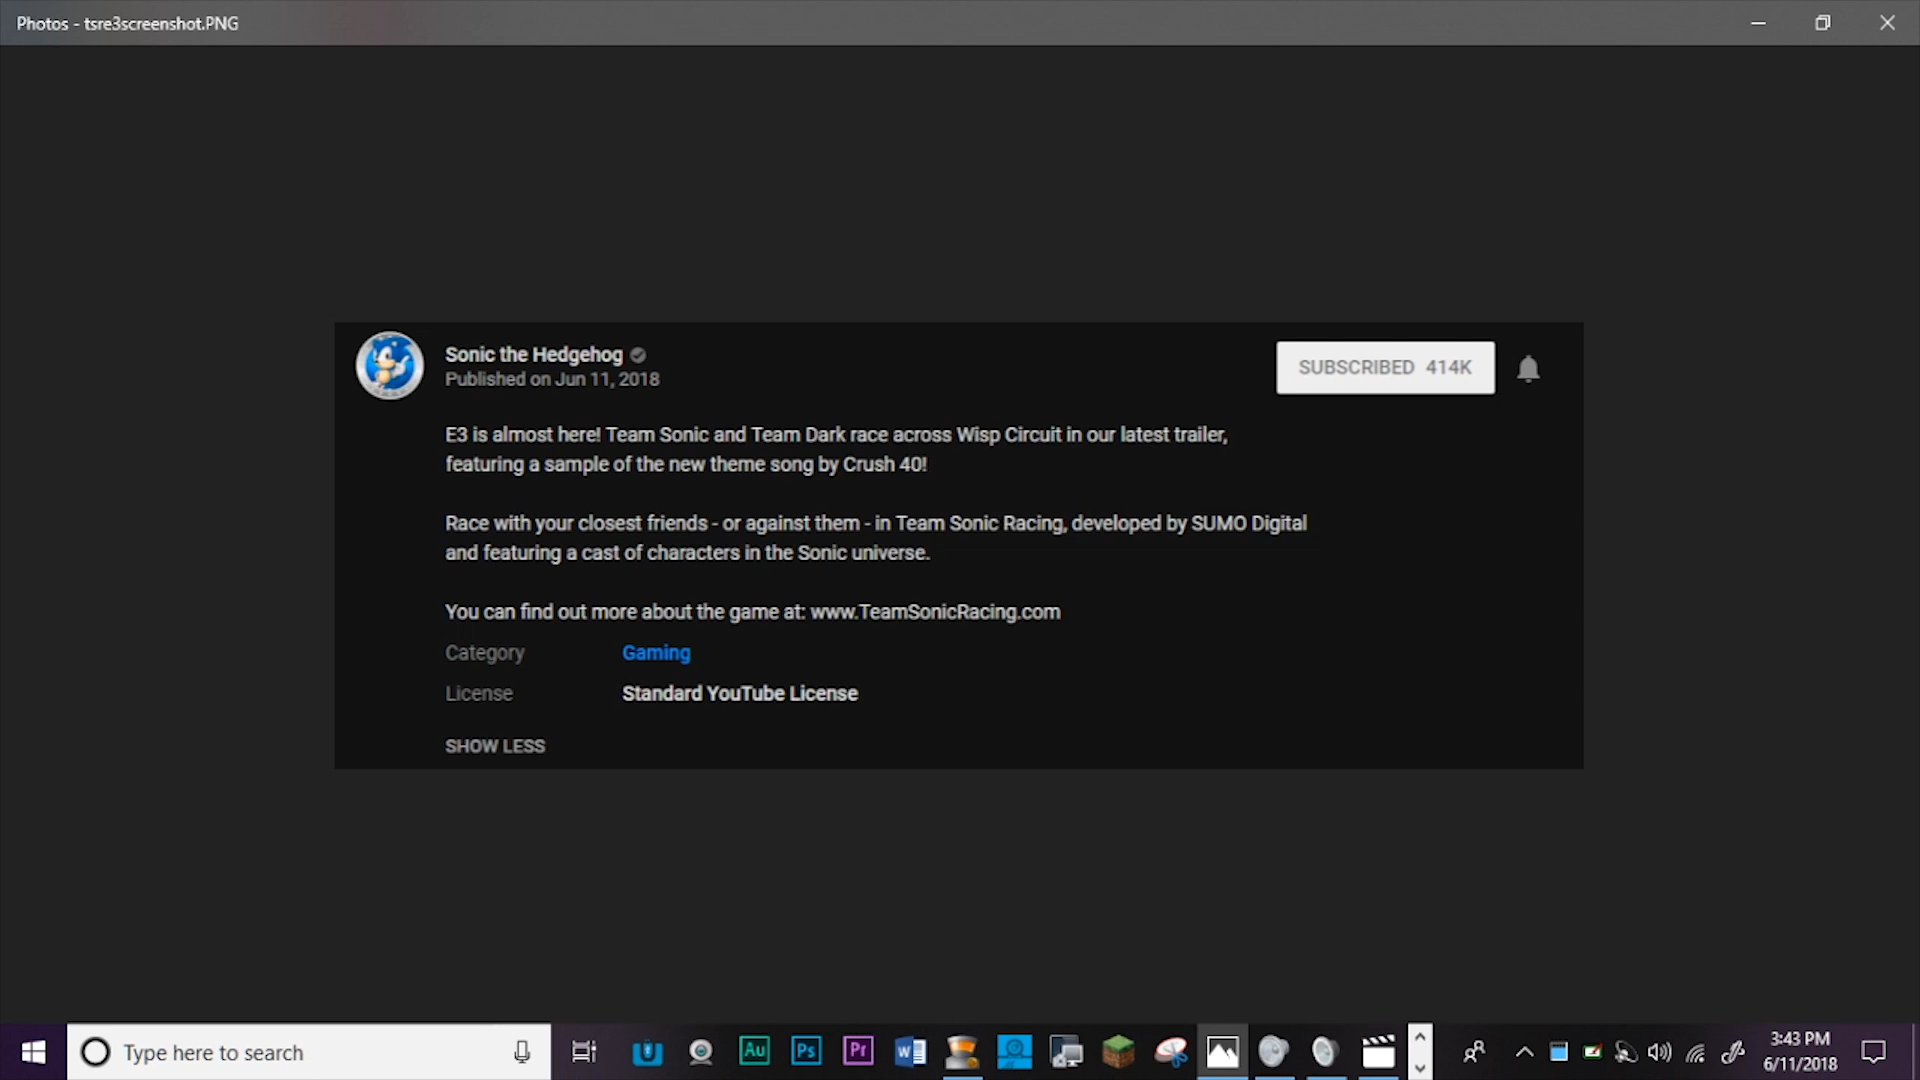 Photos - tsre3screenshot.PNG
Sonic the Hedgehog
Published on Jun 11, 2018
SUBSCRIBED 414K
E3 is almost here! Team Sonic and Team Dark race across Wisp Circuit in our latest trailer,
featuring a sample of the new theme song by Crush 40!
Race with your closest friends - or against them - in Team Sonic Racing, developed by SUMO Digital
and featuring a cast of characters in the Sonic universe.
You can find out more about the game at: www.TeamSonicRacing.com
Category Gaming
License Standard YouTube License
SHOW LESS
Type here to search
Au
Ps
Pr
W
3:43 PM
6/11/2018